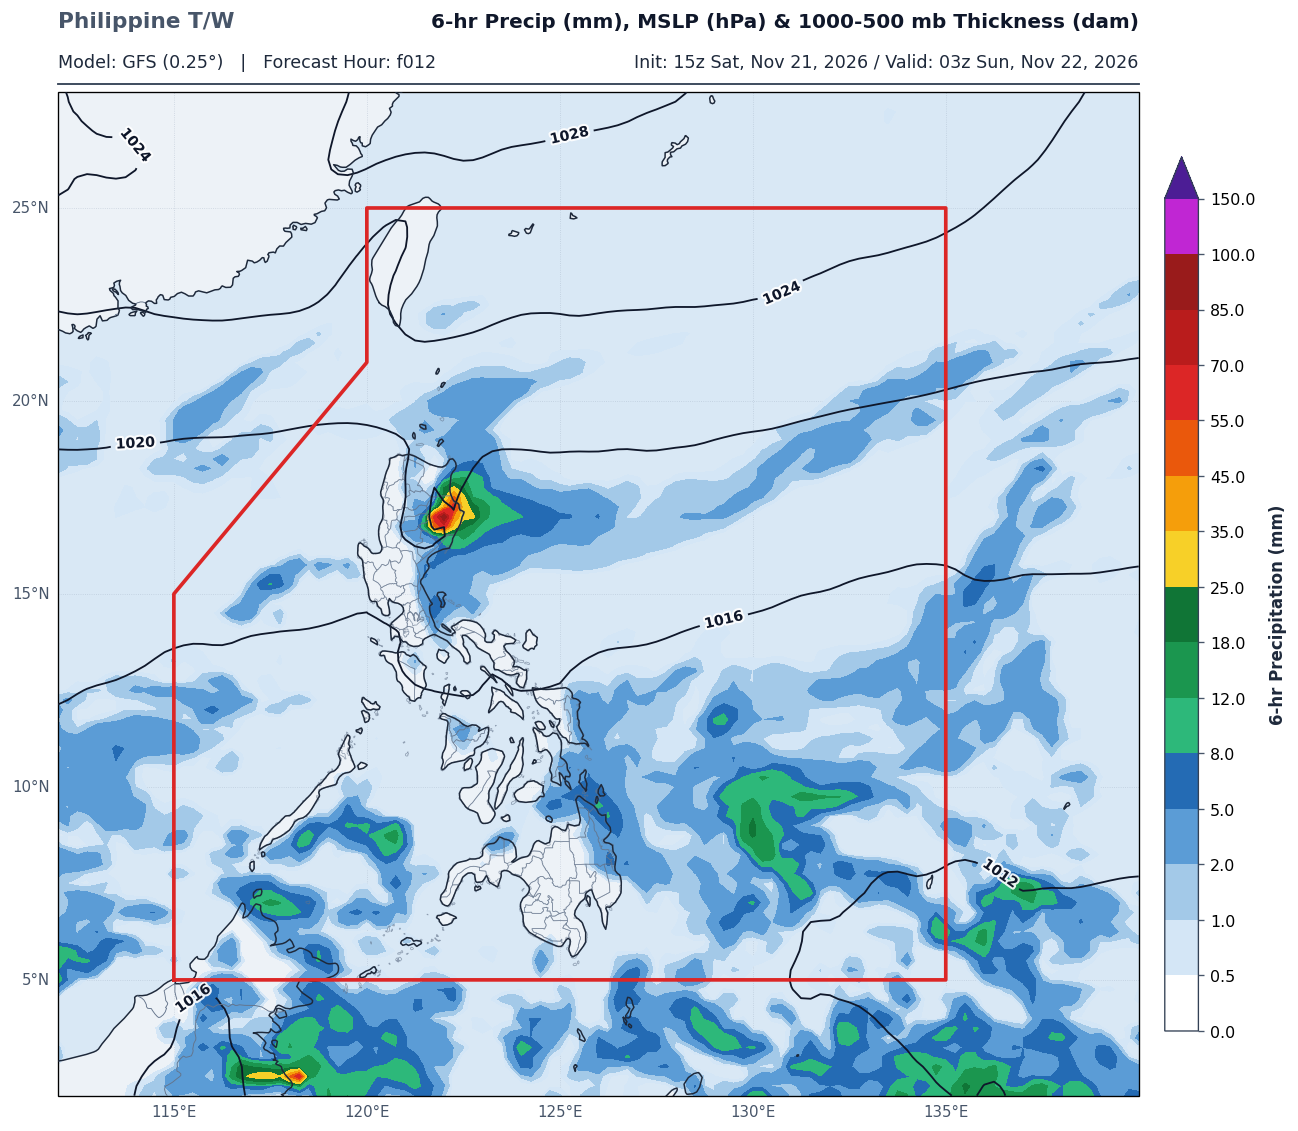 Philippine T/W
6-hr Precip (mm), MSLP (hPa) & 1000-500 mb Thickness (dam)
Model: GFS (0.25°) | Forecast Hour: f012
Init: 15z Sat, Nov 21, 2026 / Valid: 03z Sun, Nov 22, 2026
1024
1028
1024
1020
1016
1012
1016
25°N
20°N
15°N
10°N
5°N
115°E
120°E
125°E
130°E
135°E
150.0
100.0
85.0
70.0
55.0
45.0
35.0
25.0
18.0
12.0
8.0
5.0
2.0
1.0
0.5
0.0
6-hr Precipitation (mm)